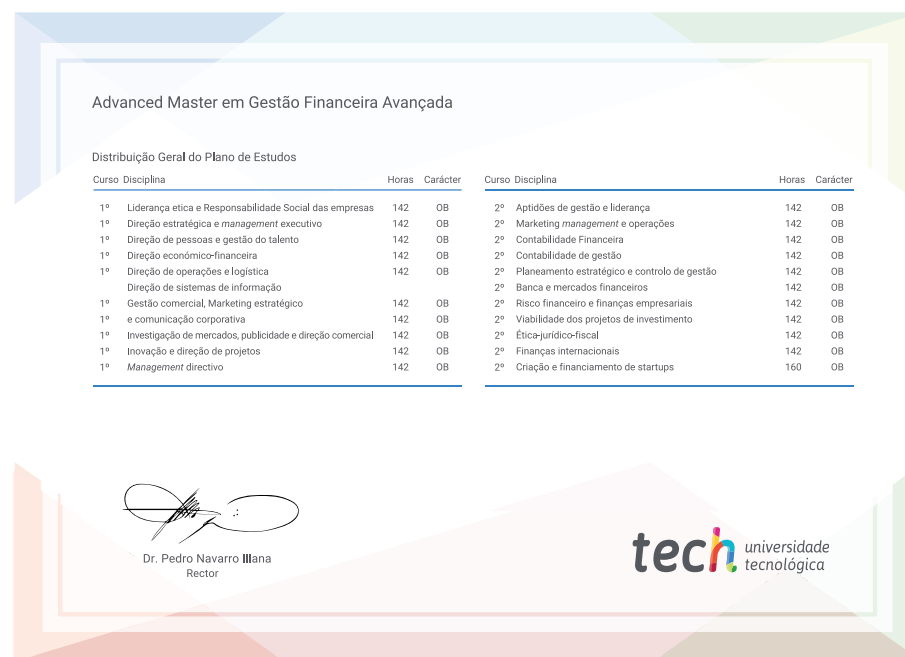 Advanced Master em Gestão Financeira Avançada
Distribuição Geral do Plano de Estudos
Curso Disciplina Horas Carácter
1º Liderança etica e Responsabilidade Social das empresas 142 OB
1º Direção estratégica e management executivo 142 OB
1º Direção de pessoas e gestão do talento 142 OB
1º Direção económico-financeira 142 OB
1º Direção de operações e logística 142 OB
Direção de sistemas de informação
1º Gestão comercial, Marketing estratégico 142 OB
1º e comunicação corporativa 142 OB
1º Investigação de mercados, publicidade e direção comercial 142 OB
1º Inovação e direção de projetos 142 OB
1º Management directivo 142 OB
Curso Disciplina Horas Carácter
2º Aptidões de gestão e liderança 142 OB
2º Marketing management e operações 142 OB
2º Contabilidade Financeira 142 OB
2º Contabilidade de gestão 142 OB
2º Planeamento estratégico e controlo de gestão 142 OB
2º Banca e mercados financeiros 142 OB
2º Risco financeiro e finanças empresariais 142 OB
2º Viabilidade dos projetos de investimento 142 OB
2º Ética-jurídico-fiscal 142 OB
2º Finanças internacionais 142 OB
2º Criação e financiamento de startups 160 OB
Dr. Pedro Navarro Illana
Rector
tech universidade
tecnológica